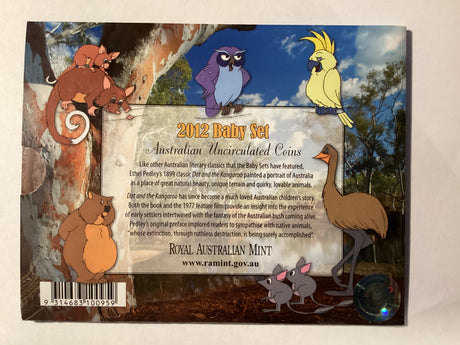 2012 Baby Set
Australian Uncirculated Coins
Like other Australian literary classics that the Baby Sets have featured,
Ethel Pedley's 1899 classic Dot and the Kangaroo painted a portrait of Australia
as a place of great natural beauty, unique terrain and quirky, lovable animals.
Dot and the Kangaroo has since become a much loved Australian children's story.
Both the book and the 1977 feature film provide an insight into the experience
of early settlers intertwined with the fantasy of the Australian bush coming alive.
Pedley's original preface implored readers to sympathise with native animals,
"whose extinction, through ruthless destruction, is being surely accomplished".
ROYAL AUSTRALIAN MINT
www.ramint.gov.au
9 314683 100959